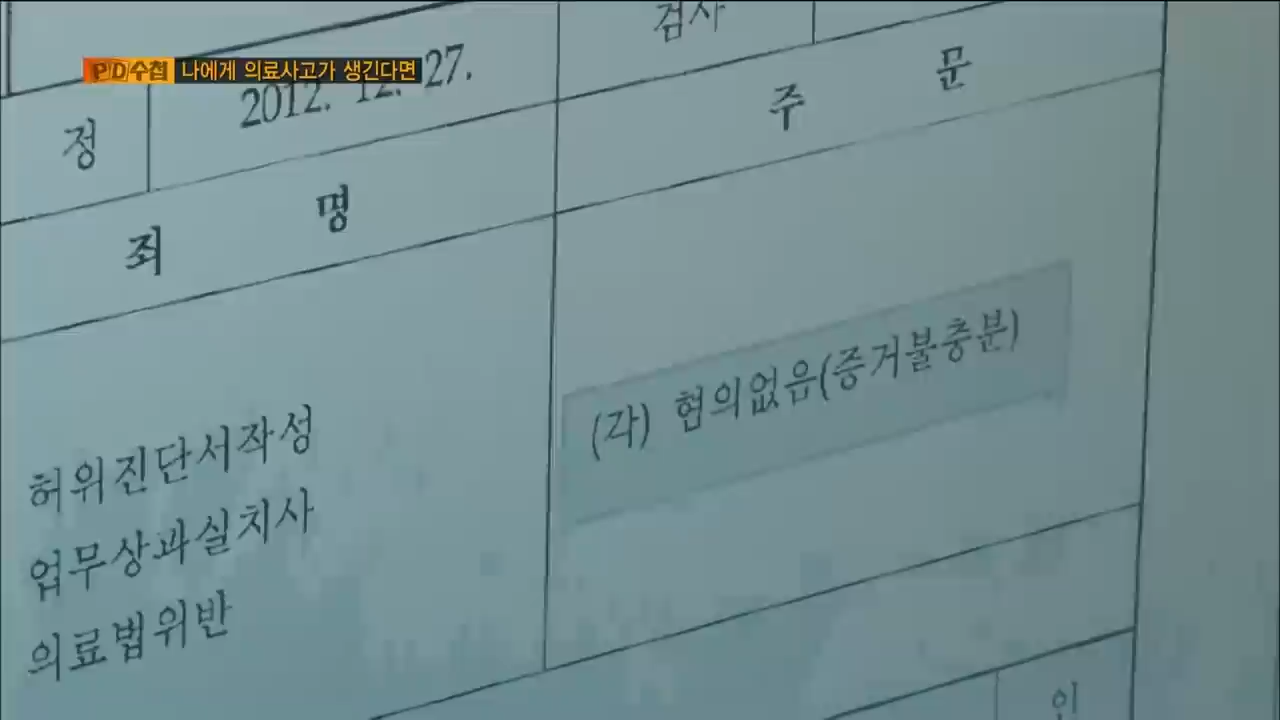 PD수첩 나에게 의료사고가 생긴다면
검사
정 2012. 12. 27.
주 문
죄 명
(각) 협의없음(증거불충분)
허위진단서작성
업무상과실치사
의료법위반
인